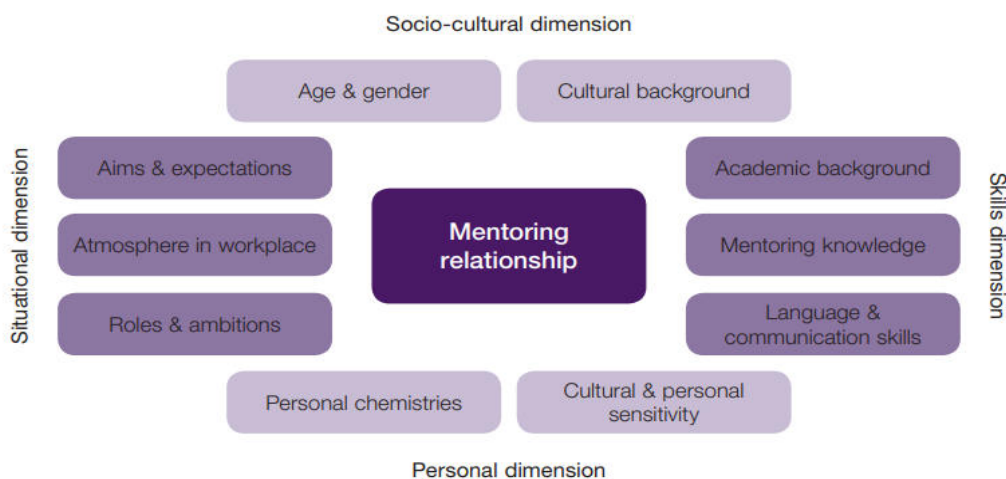 Socio-cultural dimension
Age & gender
Cultural background
Situational dimension
Aims & expectations
Atmosphere in workplace
Roles & ambitions
Mentoring
relationship
Academic background
Mentoring knowledge
Language &
communication skills
Skills dimension
Personal chemistries
Cultural & personal
sensitivity
Personal dimension